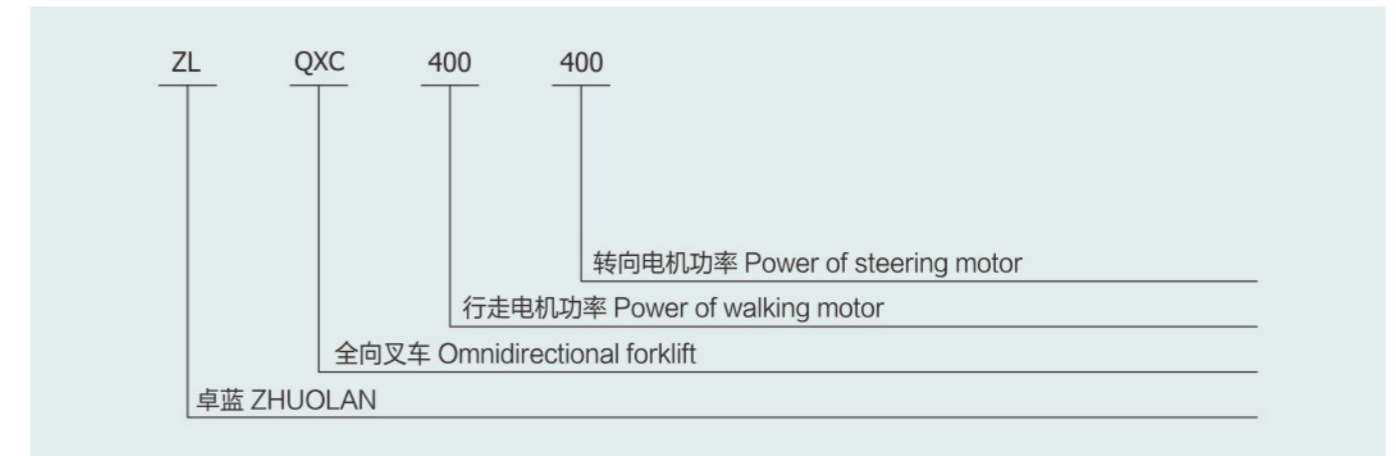 ZL QXC 400 400
转向电机功率 Power of steering motor
行走电机功率 Power of walking motor
全向叉车 Omnidirectional forklift
卓蓝 ZHUOLAN